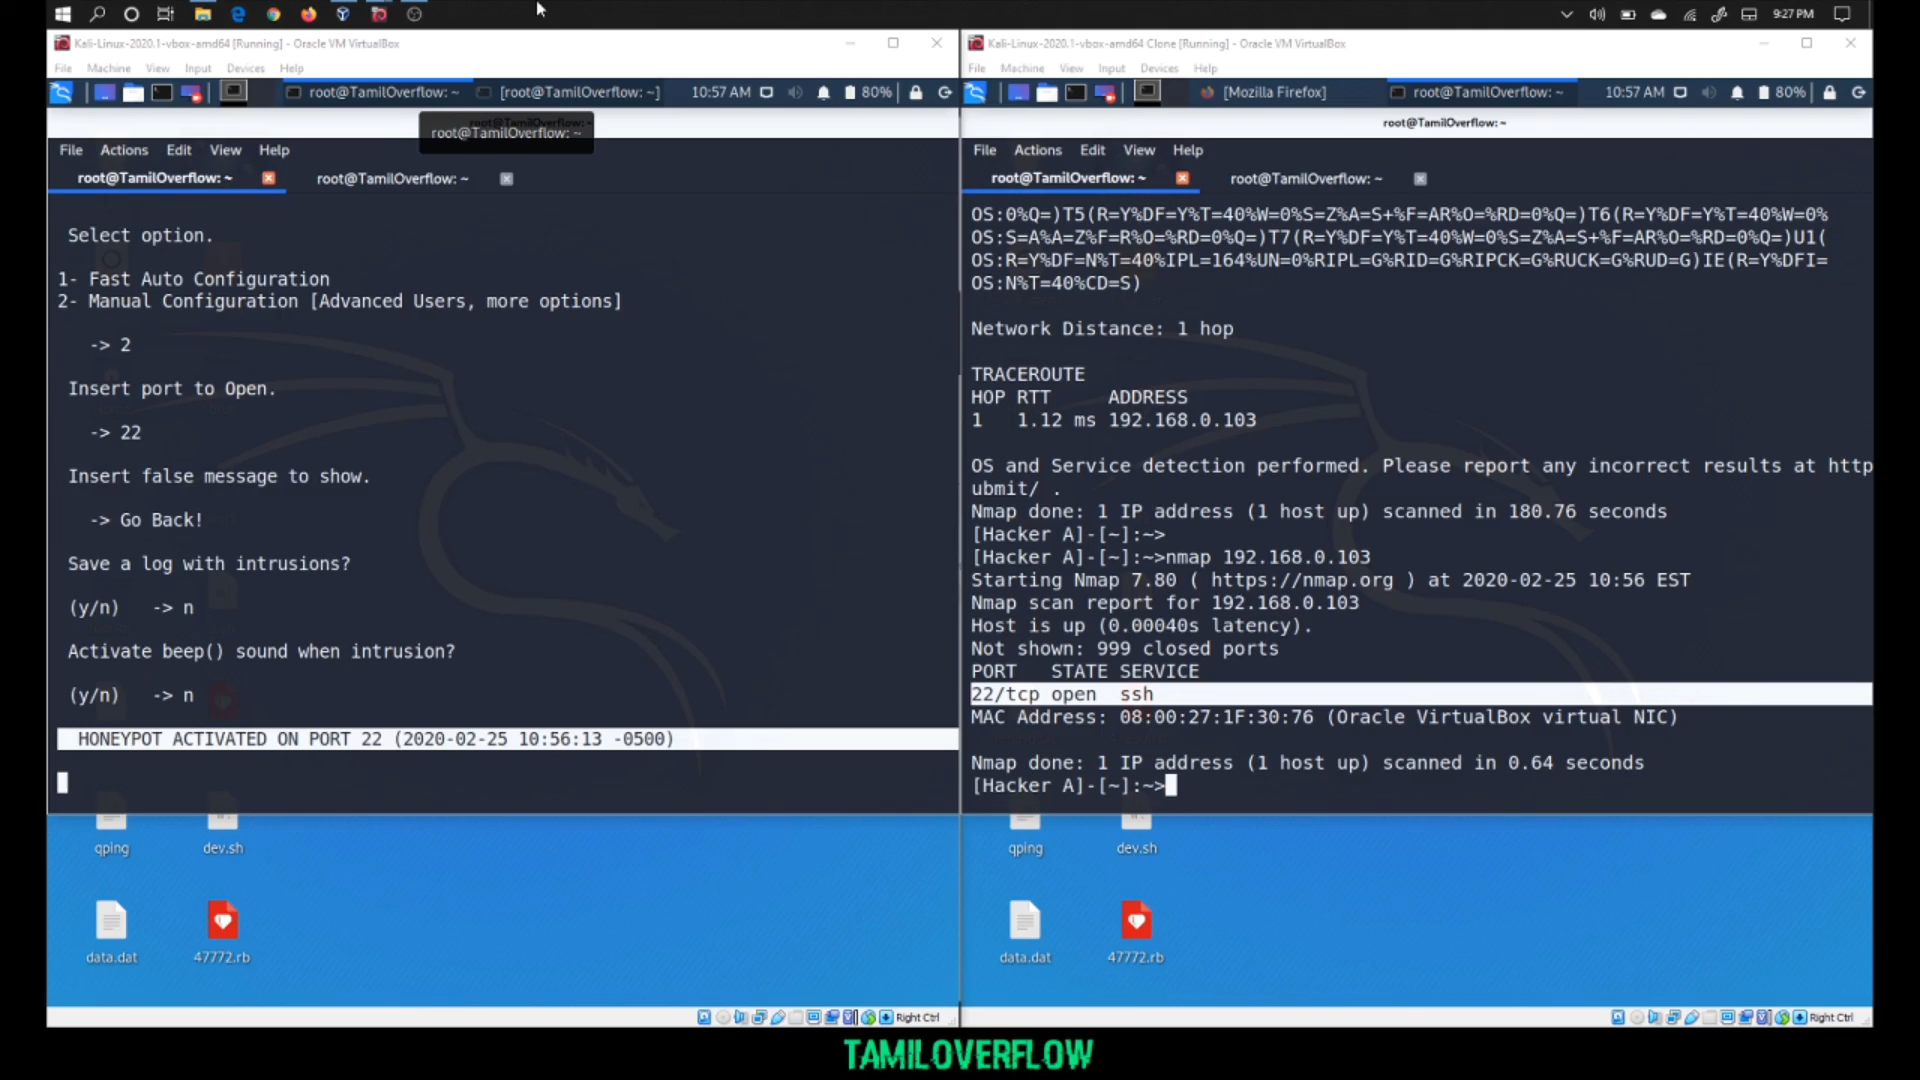 9:27 PM
Kali-Linux-2020.1-vbox-amd64 [Running] - Oracle VM VirtualBox
File Machine View Input Devices Help
root@TamilOverflow: ~
[root@TamilOverflow: ~]
10:57 AM
80%
root@TamilOverflow: ~
File Actions Edit View Help
root@TamilOverflow: ~
root@TamilOverflow: ~
Select option.
1- Fast Auto Configuration
2- Manual Configuration [Advanced Users, more options]
-> 2
Insert port to Open.
-> 22
Insert false message to show.
-> Go Back!
Save a log with intrusions?
(y/n) -> n
Activate beep() sound when intrusion?
(y/n) -> n
HONEYPOT ACTIVATED ON PORT 22 (2020-02-25 10:56:13 -0500)
qping
dev.sh
data.dat
47772.rb
Right Ctrl
Kali-Linux-2020.1-vbox-amd64 Clone [Running] - Oracle VM VirtualBox
File Machine View Input Devices Help
[Mozilla Firefox]
root@TamilOverflow: ~
10:57 AM
80%
root@TamilOverflow: ~
File Actions Edit View Help
root@TamilOverflow: ~
root@TamilOverflow: ~
OS:0%Q=)T5(R=Y%DF=Y%T=40%W=0%S=Z%A=S+%F=AR%O=%RD=0%Q=)T6(R=Y%DF=Y%T=40%W=0%
OS:S=A%A=Z%F=R%O=%RD=0%Q=)T7(R=Y%DF=Y%T=40%W=0%S=Z%A=S+%F=AR%O=%RD=0%Q=)U1(
OS:R=Y%DF=N%T=40%IPL=164%UN=0%RIPL=G%RID=G%RIPCK=G%RUCK=G%RUD=G)IE(R=Y%DFI=
OS:N%T=40%CD=S)
Network Distance: 1 hop
TRACEROUTE
HOP RTT ADDRESS
1 1.12 ms 192.168.0.103
OS and Service detection performed. Please report any incorrect results at http
ubmit/ .
Nmap done: 1 IP address (1 host up) scanned in 180.76 seconds
[Hacker A]-[~]:~>
[Hacker A]-[~]:~>nmap 192.168.0.103
Starting Nmap 7.80 ( https://nmap.org ) at 2020-02-25 10:56 EST
Nmap scan report for 192.168.0.103
Host is up (0.00040s latency).
Not shown: 999 closed ports
PORT STATE SERVICE
22/tcp open ssh
MAC Address: 08:00:27:1F:30:76 (Oracle VirtualBox virtual NIC)
Nmap done: 1 IP address (1 host up) scanned in 0.64 seconds
[Hacker A]-[~]:~>
qping
dev.sh
data.dat
47772.rb
Right Ctrl
TAMILOVERFLOW